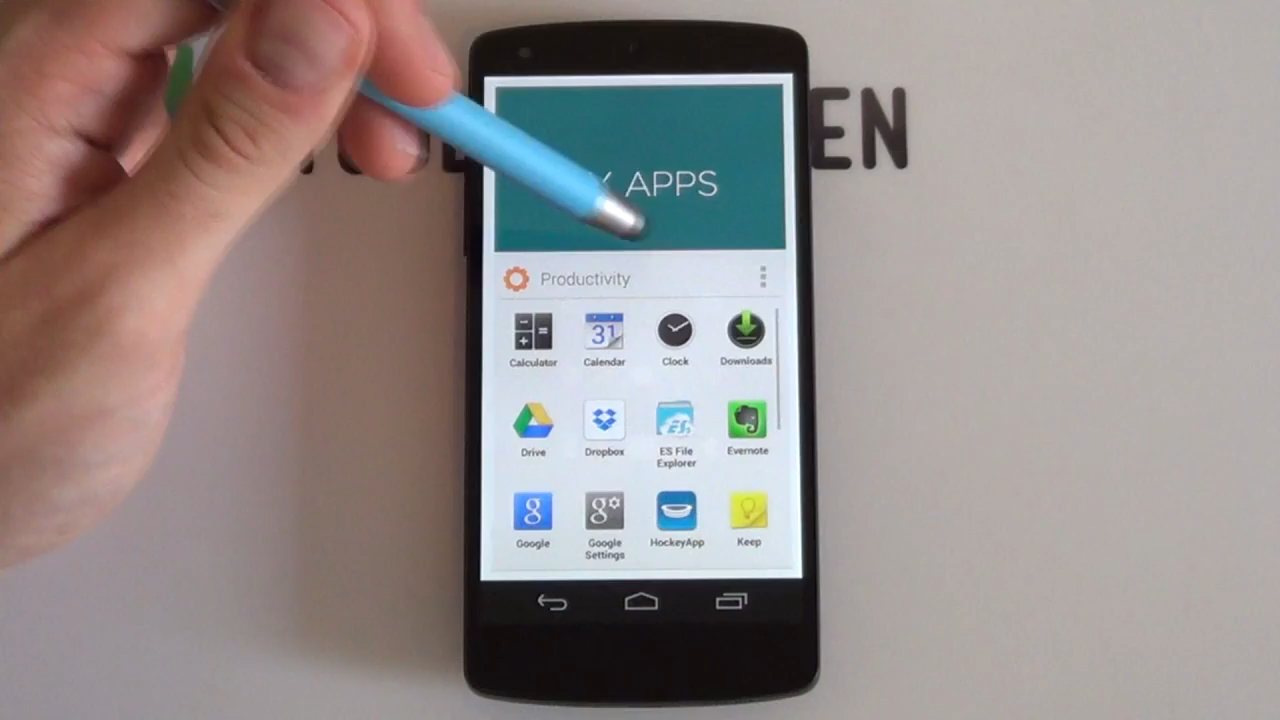 EN
APPS
Productivity
31
Calculator Calendar Clock Downloads
ES
Drive Dropbox ES File Explorer Evernote
g g
Google Google Settings HockeyApp Keep